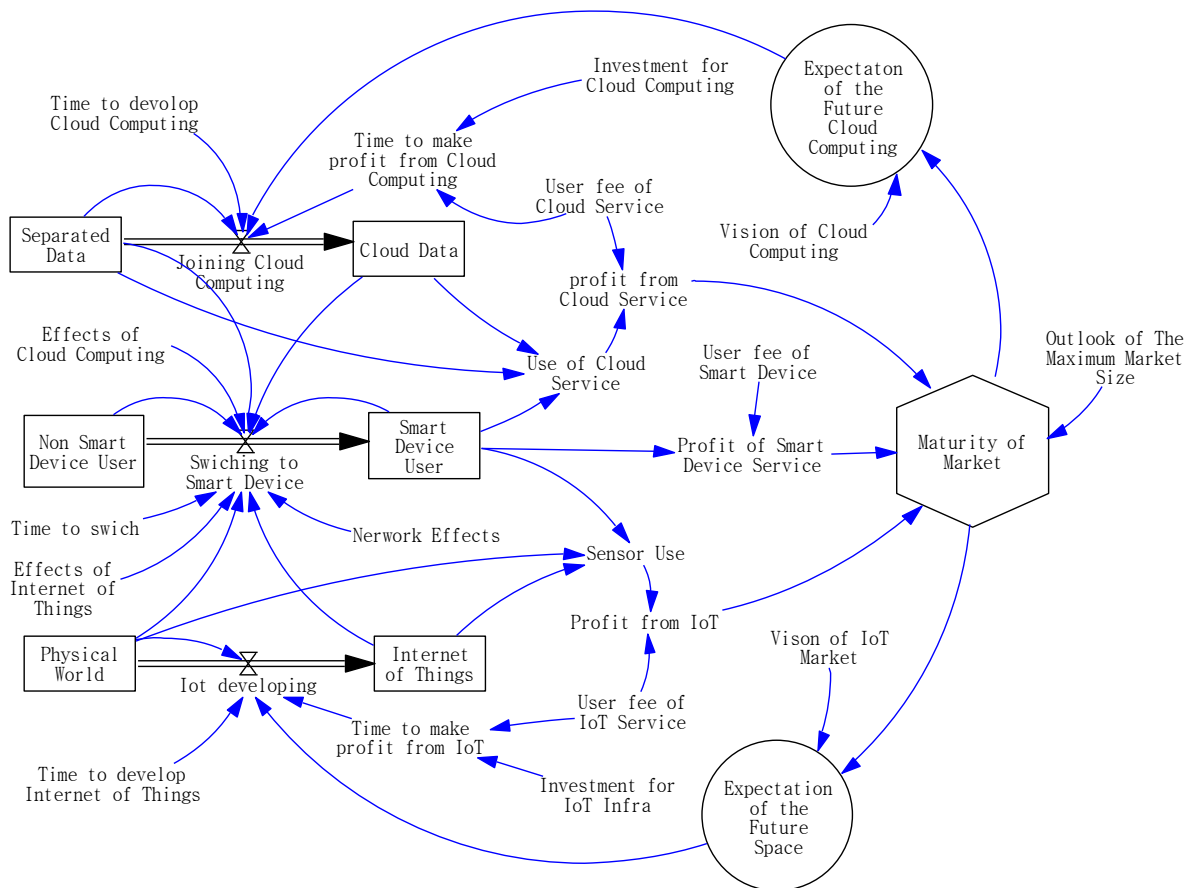 Expectaton
of the
Future
Cloud
Computing
Investment for
Cloud Computing
Time to devolop
Cloud Computing
Time to make
profit from Cloud
Computing
User fee of
Cloud Service
Vision of Cloud
Computing
Separated
Data
Cloud Data
Joining Cloud
Computing
profit from
Cloud Service
Effects of
Cloud Computing
Use of Cloud
Service
User fee of
Smart Device
Outlook of The
Maximum Market
Size
Non Smart
Device User
Smart
Device
User
Swiching to
Smart Device
Profit of Smart
Device Service
Maturity of
Market
Time to swich
Nerwork Effects
Effects of
Internet of
Things
Sensor Use
Profit from IoT
Physical
World
Internet
of Things
Iot developing
Vison of IoT
Market
User fee of
IoT Service
Time to make
profit from IoT
Time to develop
Internet of Things
Investment for
IoT Infra
Expectation
of the
Future
Space